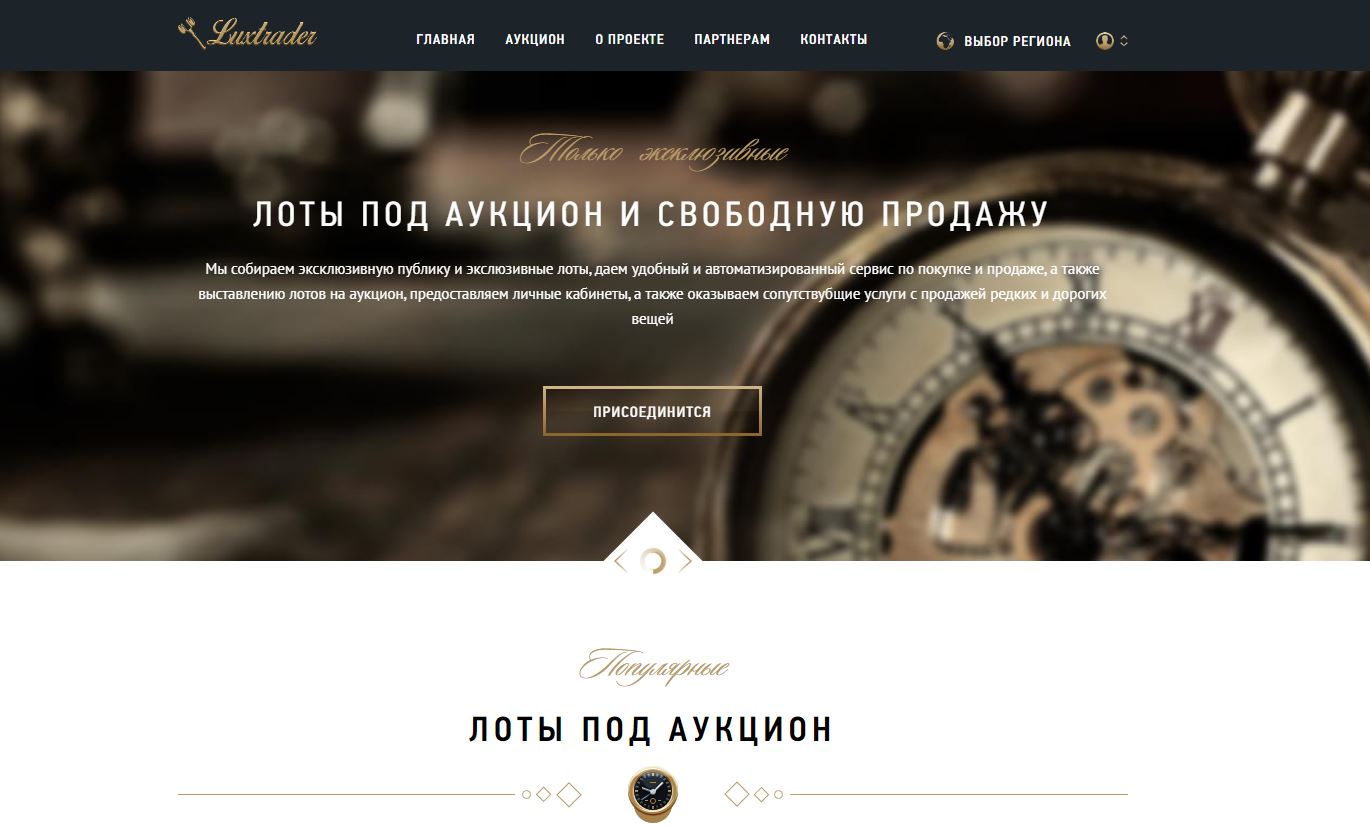 Luxtrader
ГЛАВНАЯ АУКЦИОН О ПРОЕКТЕ ПАРТНЕРАМ КОНТАКТЫ ВЫБОР РЕГИОНА
Только эксклюзивные
ЛОТЫ ПОД АУКЦИОН И СВОБОДНУЮ ПРОДАЖУ
Мы собираем эксклюзивную публику и экслюзивные лоты, даем удобный и автоматизированный сервис по покупке и продаже, а также
выставлению лотов на аукцион, предоставляем личные кабинеты, а также оказываем сопутствубщие услуги с продажей редких и дорогих
вещей
ПРИСОЕДИНИТСЯ
Популярные
ЛОТЫ ПОД АУКЦИОН